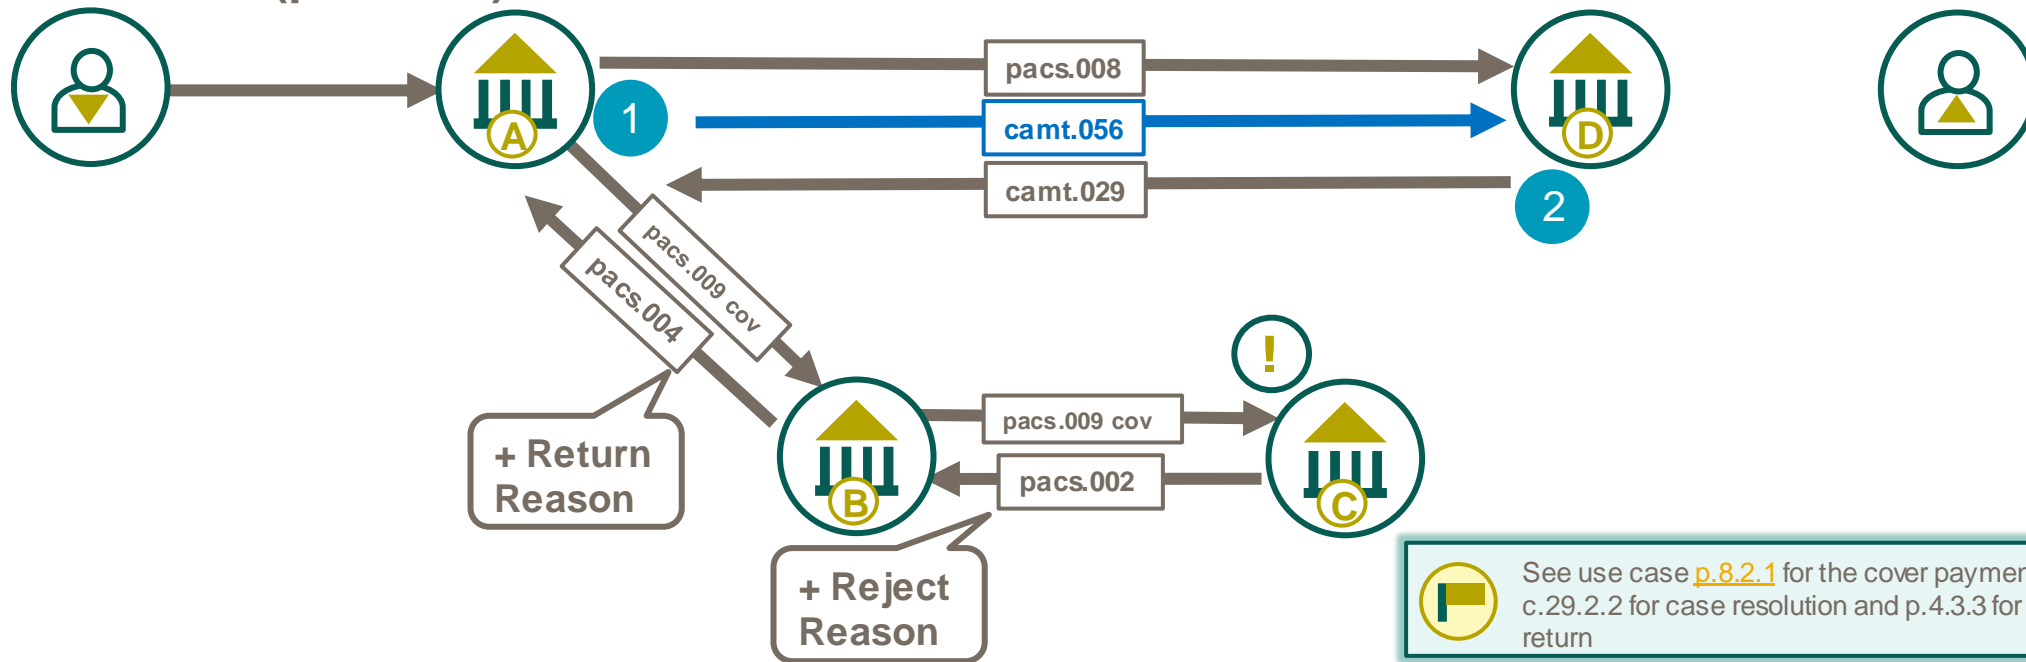 pacs.008
1
camt.056
A
D
camt.029
2
pacs.009 cov
pacs.004
!
+ Return
Reason
pacs.009 cov
pacs.002
B
C
+ Reject
Reason
See use case p.8.2.1 for the cover paymen
c.29.2.2 for case resolution and p.4.3.3 for
return